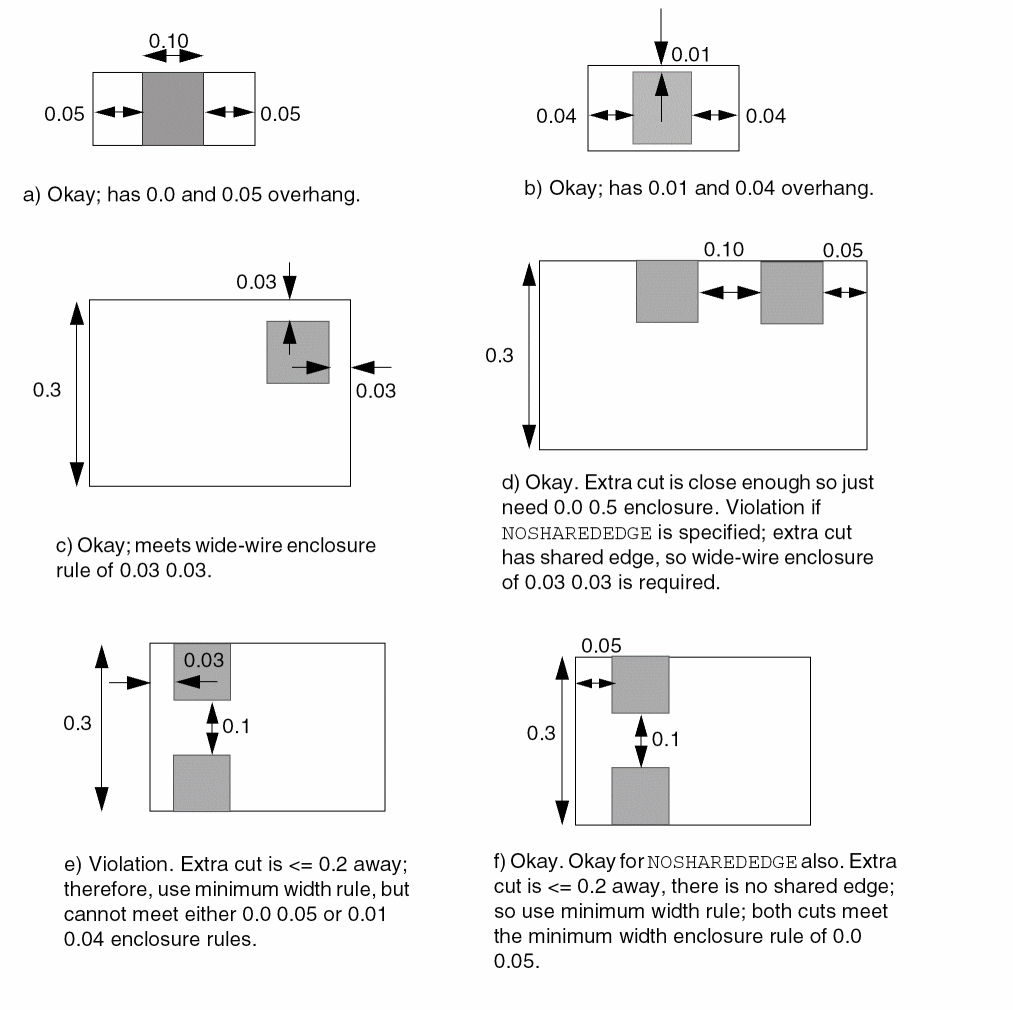 0.10
0.05
0.05
a) Okay; has 0.0 and 0.05 overhang.
0.01
0.04
0.04
b) Okay; has 0.01 and 0.04 overhang.
0.03
0.3
0.03
c) Okay; meets wide-wire enclosure
rule of 0.03 0.03.
0.10
0.05
0.3
d) Okay. Extra cut is close enough so just
need 0.0 0.5 enclosure. Violation if
NOSHAREDEDGE is specified; extra cut
has shared edge, so wide-wire enclosure
of 0.03 0.03 is required.
0.03
0.3
0.1
e) Violation. Extra cut is <= 0.2 away;
therefore, use minimum width rule, but
cannot meet either 0.0 0.05 or 0.01
0.04 enclosure rules.
0.05
0.3
0.1
f) Okay. Okay for NOSHAREDEDGE also. Extra
cut is <= 0.2 away, there is no shared edge;
so use minimum width rule; both cuts meet
the minimum width enclosure rule of 0.0
0.05.